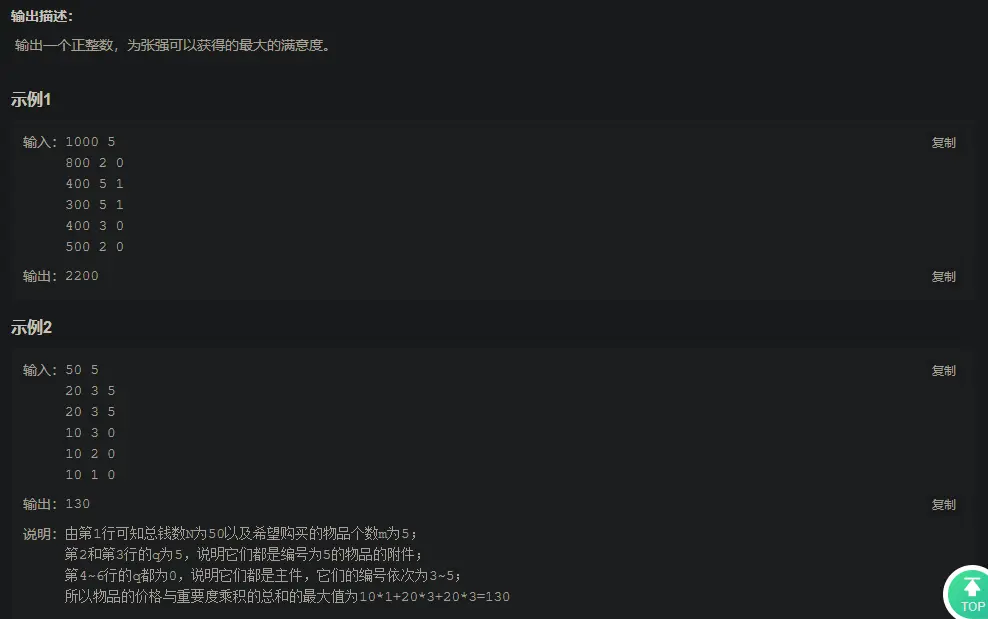 输出描述：
输出一个正整数，为张强可以获得的最大的满意度。
示例1
输入：1000 5 复制
800 2 0
400 5 1
300 5 1
400 3 0
500 2 0
输出：2200 复制
示例2
输入：50 5 复制
20 3 5
20 3 5
10 3 0
10 2 0
10 1 0
输出：130 复制
说明：由第1行可知总钱数N为50以及希望购买的物品个数m为5；
第2和第3行的q为5，说明它们都是编号为5的物品的附件；
第4~6行的q都为0，说明它们都是主件，它们的编号依次为3~5；
所以物品的价格与重要度乘积的总和的最大值为10*1+20*3+20*3=130
TOP